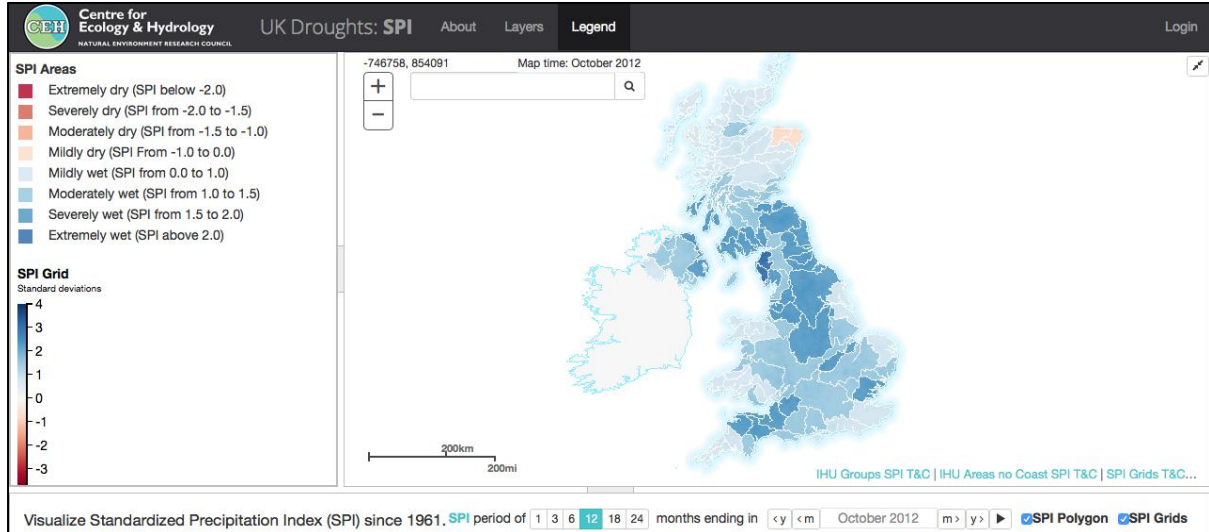 CEH
Centre for
Ecology & Hydrology
NATURAL ENVIRONMENT RESEARCH COUNCIL
UK Droughts: SPI
About
Layers
Legend
Login
SPI Areas
Extremely dry (SPI below -2.0)
Severely dry (SPI from -2.0 to -1.5)
Moderately dry (SPI from -1.5 to -1.0)
Mildly dry (SPI From -1.0 to 0.0)
Mildly wet (SPI from 0.0 to 1.0)
Moderately wet (SPI from 1.0 to 1.5)
Severely wet (SPI from 1.5 to 2.0)
Extremely wet (SPI above 2.0)
SPI Grid
Standard deviations
4
3
2
1
0
-1
-2
-3
-746758, 854091
Map time: October 2012
+
−
200km
200mi
IHU Groups SPI T&C | IHU Areas no Coast SPI T&C | SPI Grids T&C...
Visualize Standardized Precipitation Index (SPI) since 1961. SPI period of 1 3 6 12 18 24 months ending in <y <m October 2012 m> y> SPI Polygon SPI Grids